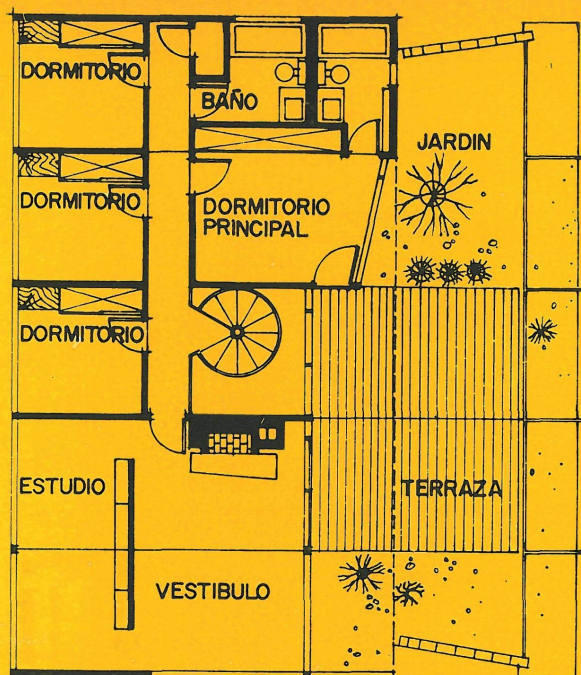 DORMITORIO
BAÑO
JARDIN
DORMITORIO
DORMITORIO
PRINCIPAL
DORMITORIO
ESTUDIO
TERRAZA
VESTIBULO